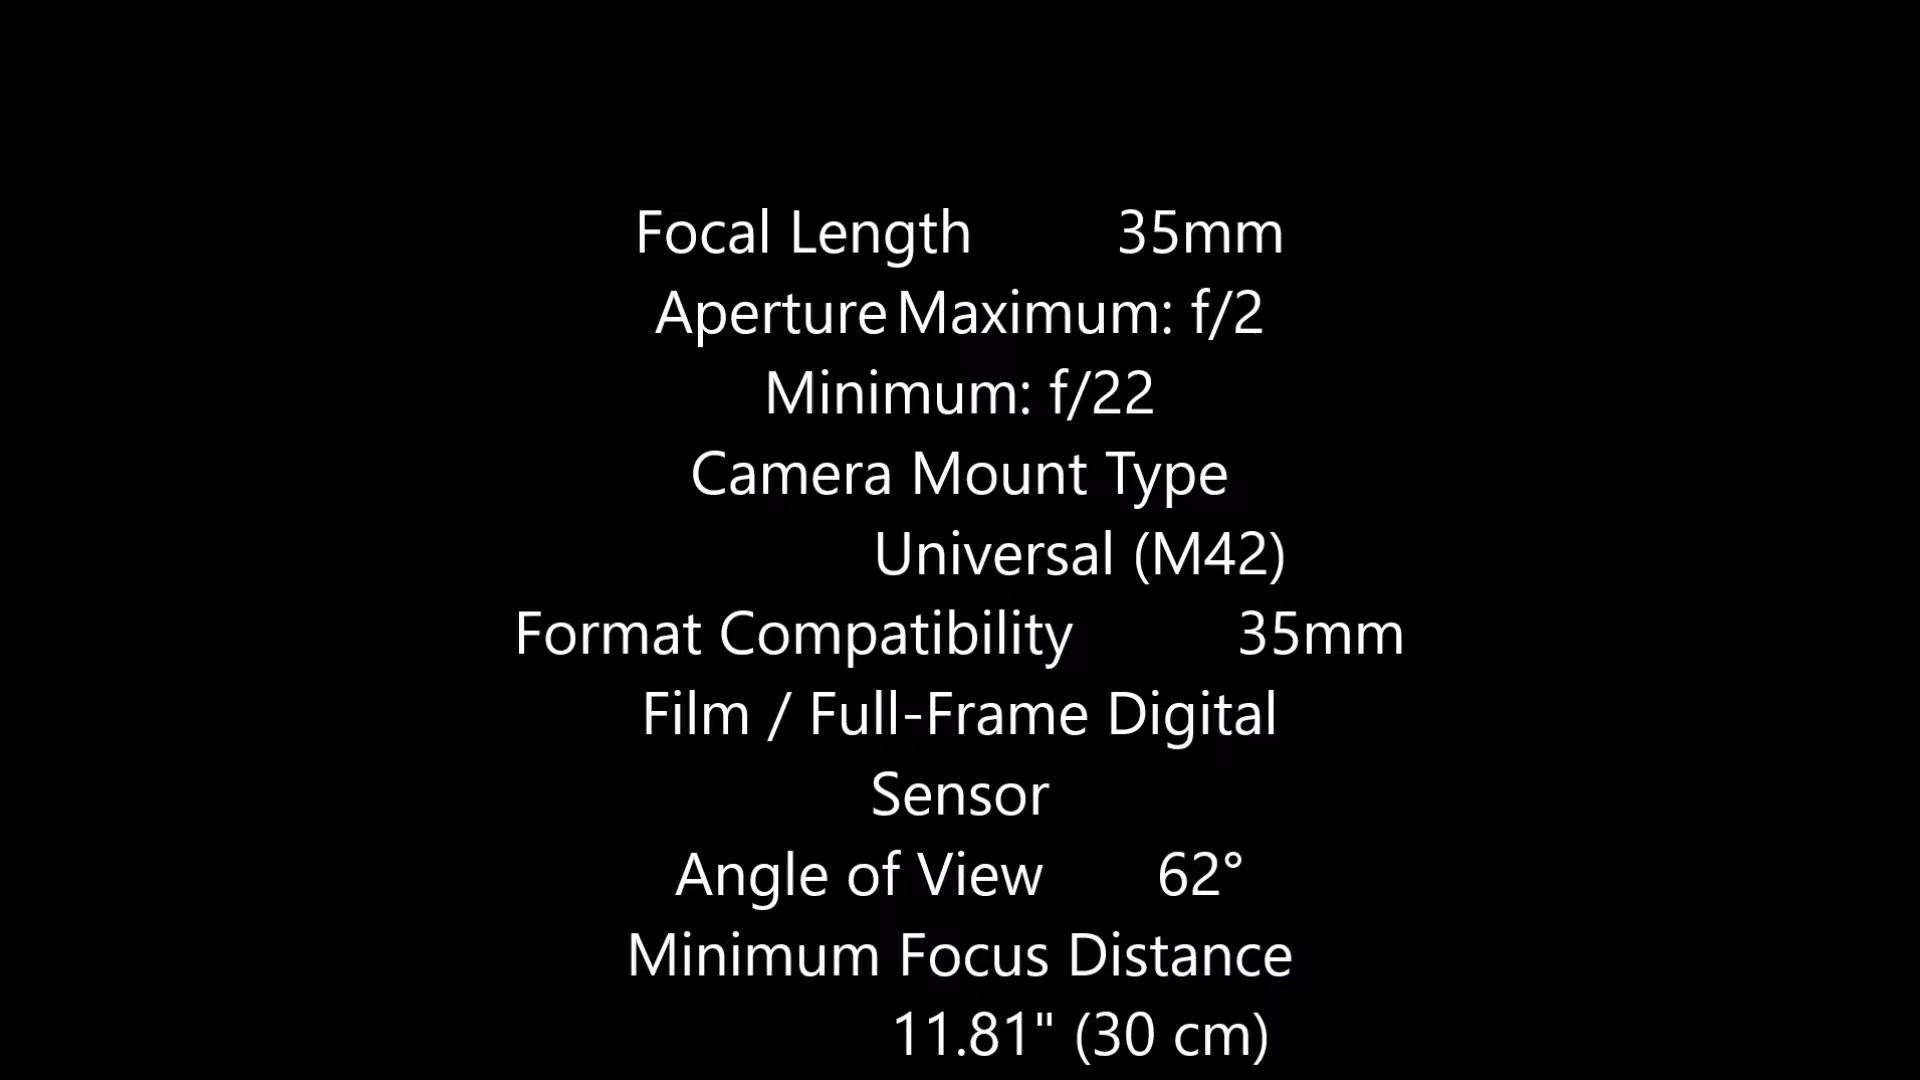 Focal Length 35mm
Aperture Maximum: f/2
Minimum: f/22
Camera Mount Type
Universal (M42)
Format Compatibility 35mm
Film / Full-Frame Digital
Sensor
Angle of View 62°
Minimum Focus Distance
11.81" (30 cm)